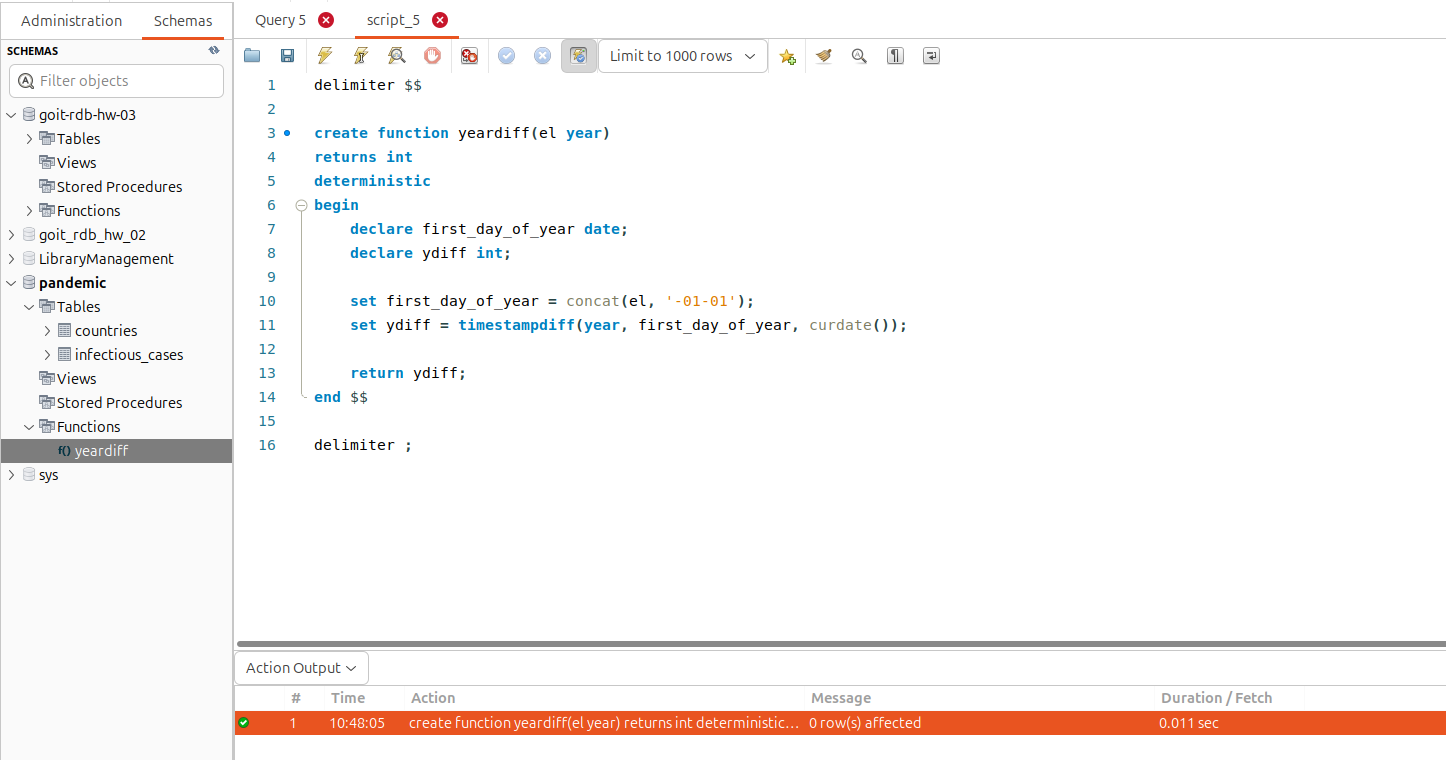 Administration Schemas
SCHEMAS
Filter objects
goit-rdb-hw-03
Tables
Views
Stored Procedures
Functions
goit_rdb_hw_02
LibraryManagement
pandemic
Tables
countries
infectious_cases
Views
Stored Procedures
Functions
f() yeardiff
sys
Query 5 script_5
Limit to 1000 rows
1 delimiter $$
2
3 create function yeardiff(el year)
4 returns int
5 deterministic
6 begin
7 declare first_day_of_year date;
8 declare ydiff int;
9
10 set first_day_of_year = concat(el, '-01-01');
11 set ydiff = timestampdiff(year, first_day_of_year, curdate());
12
13 return ydiff;
14 end $$
15
16 delimiter ;
Action Output
# Time Action Message Duration / Fetch
1 10:48:05 create function yeardiff(el year) returns int deterministic... 0 row(s) affected 0.011 sec